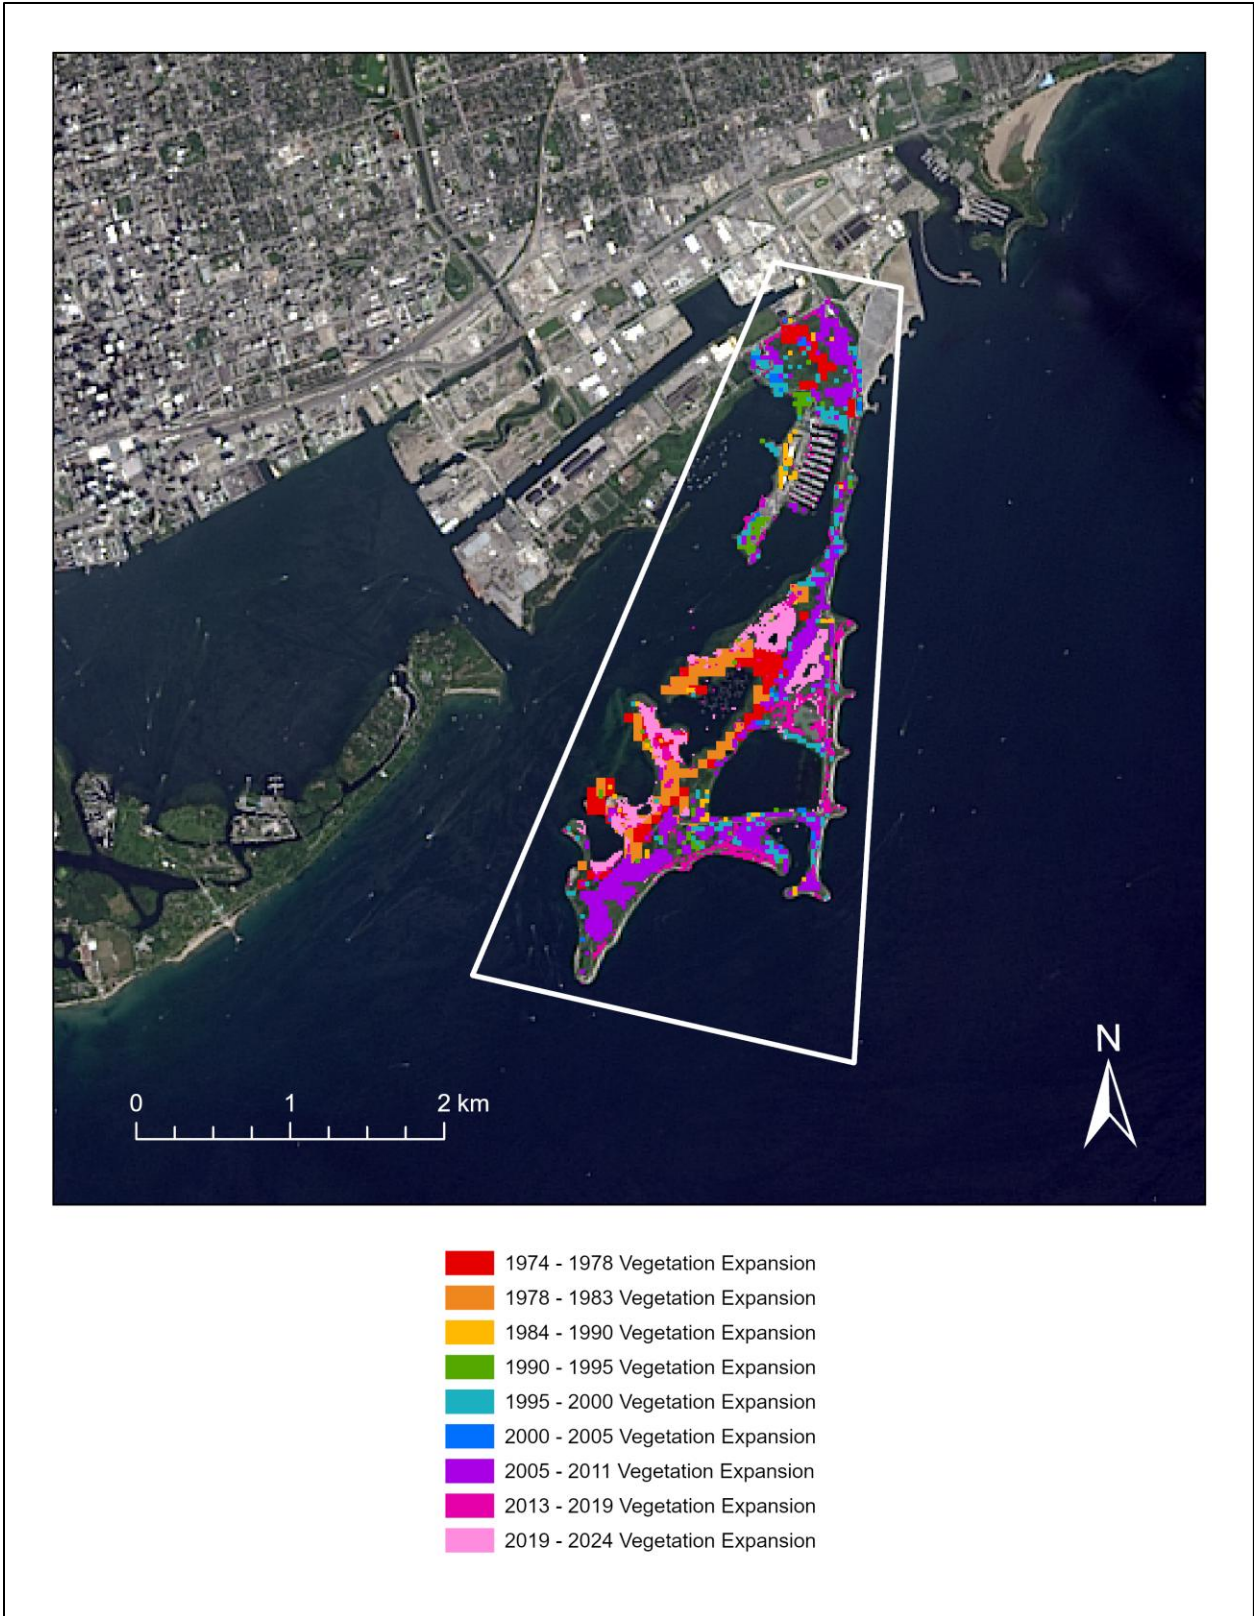 N
0 1 2 km
1974 - 1978 Vegetation Expansion
1978 - 1983 Vegetation Expansion
1984 - 1990 Vegetation Expansion
1990 - 1995 Vegetation Expansion
1995 - 2000 Vegetation Expansion
2000 - 2005 Vegetation Expansion
2005 - 2011 Vegetation Expansion
2013 - 2019 Vegetation Expansion
2019 - 2024 Vegetation Expansion